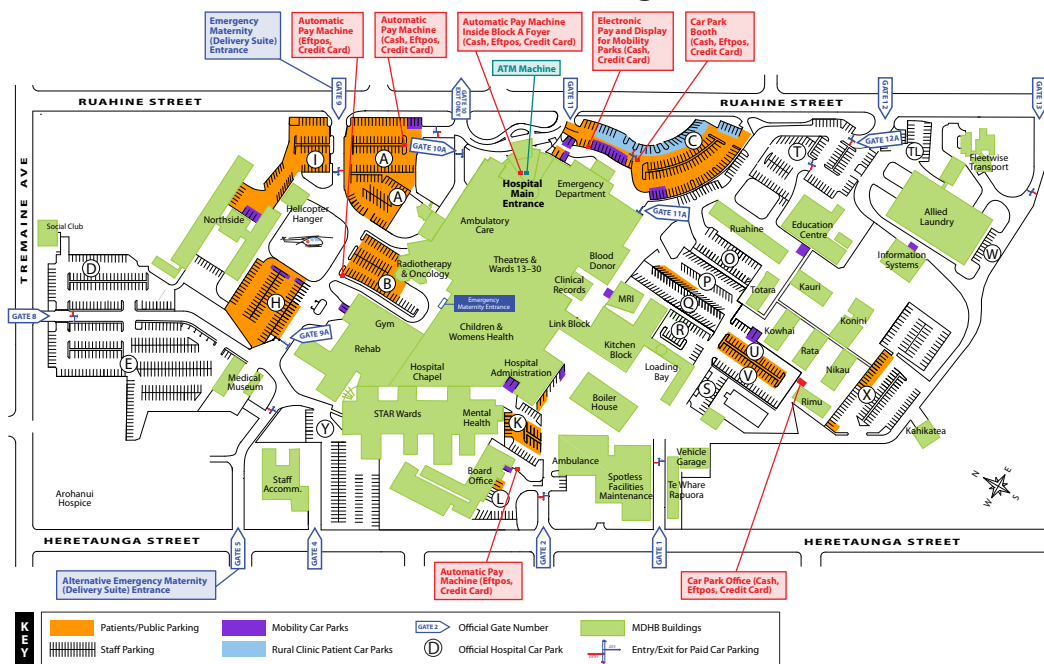 Emergency
Maternity
(Delivery Suite)
Entrance
Automatic
Pay Machine
(Eftpos,
Credit Card)
Automatic
Pay Machine
(Cash, Eftpos,
Credit Card)
Automatic Pay Machine
Inside Block A Foyer
(Cash, Eftpos, Credit Card)
ATM Machine
Electronic
Pay and Display
for Mobility
Parks (Cash,
Credit Card)
Car Park
Booth
(Cash, Eftpos,
Credit Card)
RUAHINE STREET
GATE 9
GATE 10
EXIT ONLY
GATE 11
RUAHINE STREET
GATE 12
GATE 13
TREMAINE AVE
I
A
GATE 10A
C
T
GATE 12A
TL
Fleetwise
Transport
Hospital
Main
Entrance
Emergency
Department
A
Northside
Helicopter
Hanger
Ambulatory
Care
GATE 11A
Allied
Laundry
Social Club
Ruahine
Education
Centre
D
Radiotherapy
& Oncology
Theatres &
Wards 13–30
Blood
Donor
O
Information
Systems
W
B
Clinical
Records
P
H
Emergency
Maternity Entrance
MRI
Q
Totara
Kauri
GATE 8
Gym
Children &
Womens Health
Link Block
R
Kowhai
Konini
GATE 9A
Rehab
Kitchen
Block
U
Rata
E
Medical
Museum
Hospital
Chapel
Hospital
Administration
Loading
Bay
V
Nikau
S
X
Boiler
House
Rimu
STAR Wards
Mental
Health
K
Y
Kahikatea
Board
Office
Ambulance
Vehicle
Garage
Staff
Accomm.
Spotless
Facilities
Maintenance
Te Whare
Rapuora
L
Arohanui
Hospice
N
E
W
S
HERETAUNGA STREET
GATE 5
GATE 4
GATE 2
GATE 1
HERETAUNGA STREET
Alternative Emergency Maternity
(Delivery Suite) Entrance
Automatic Pay
Machine (Eftpos,
Credit Card)
Car Park Office (Cash,
Eftpos, Credit Card)
KEY
Patients/Public Parking
Mobility Car Parks
GATE 2
Official Gate Number
MDHB Buildings
Staff Parking
Rural Clinic Patient Car Parks
D
Official Hospital Car Park
Entry/Exit for Paid Car Parking